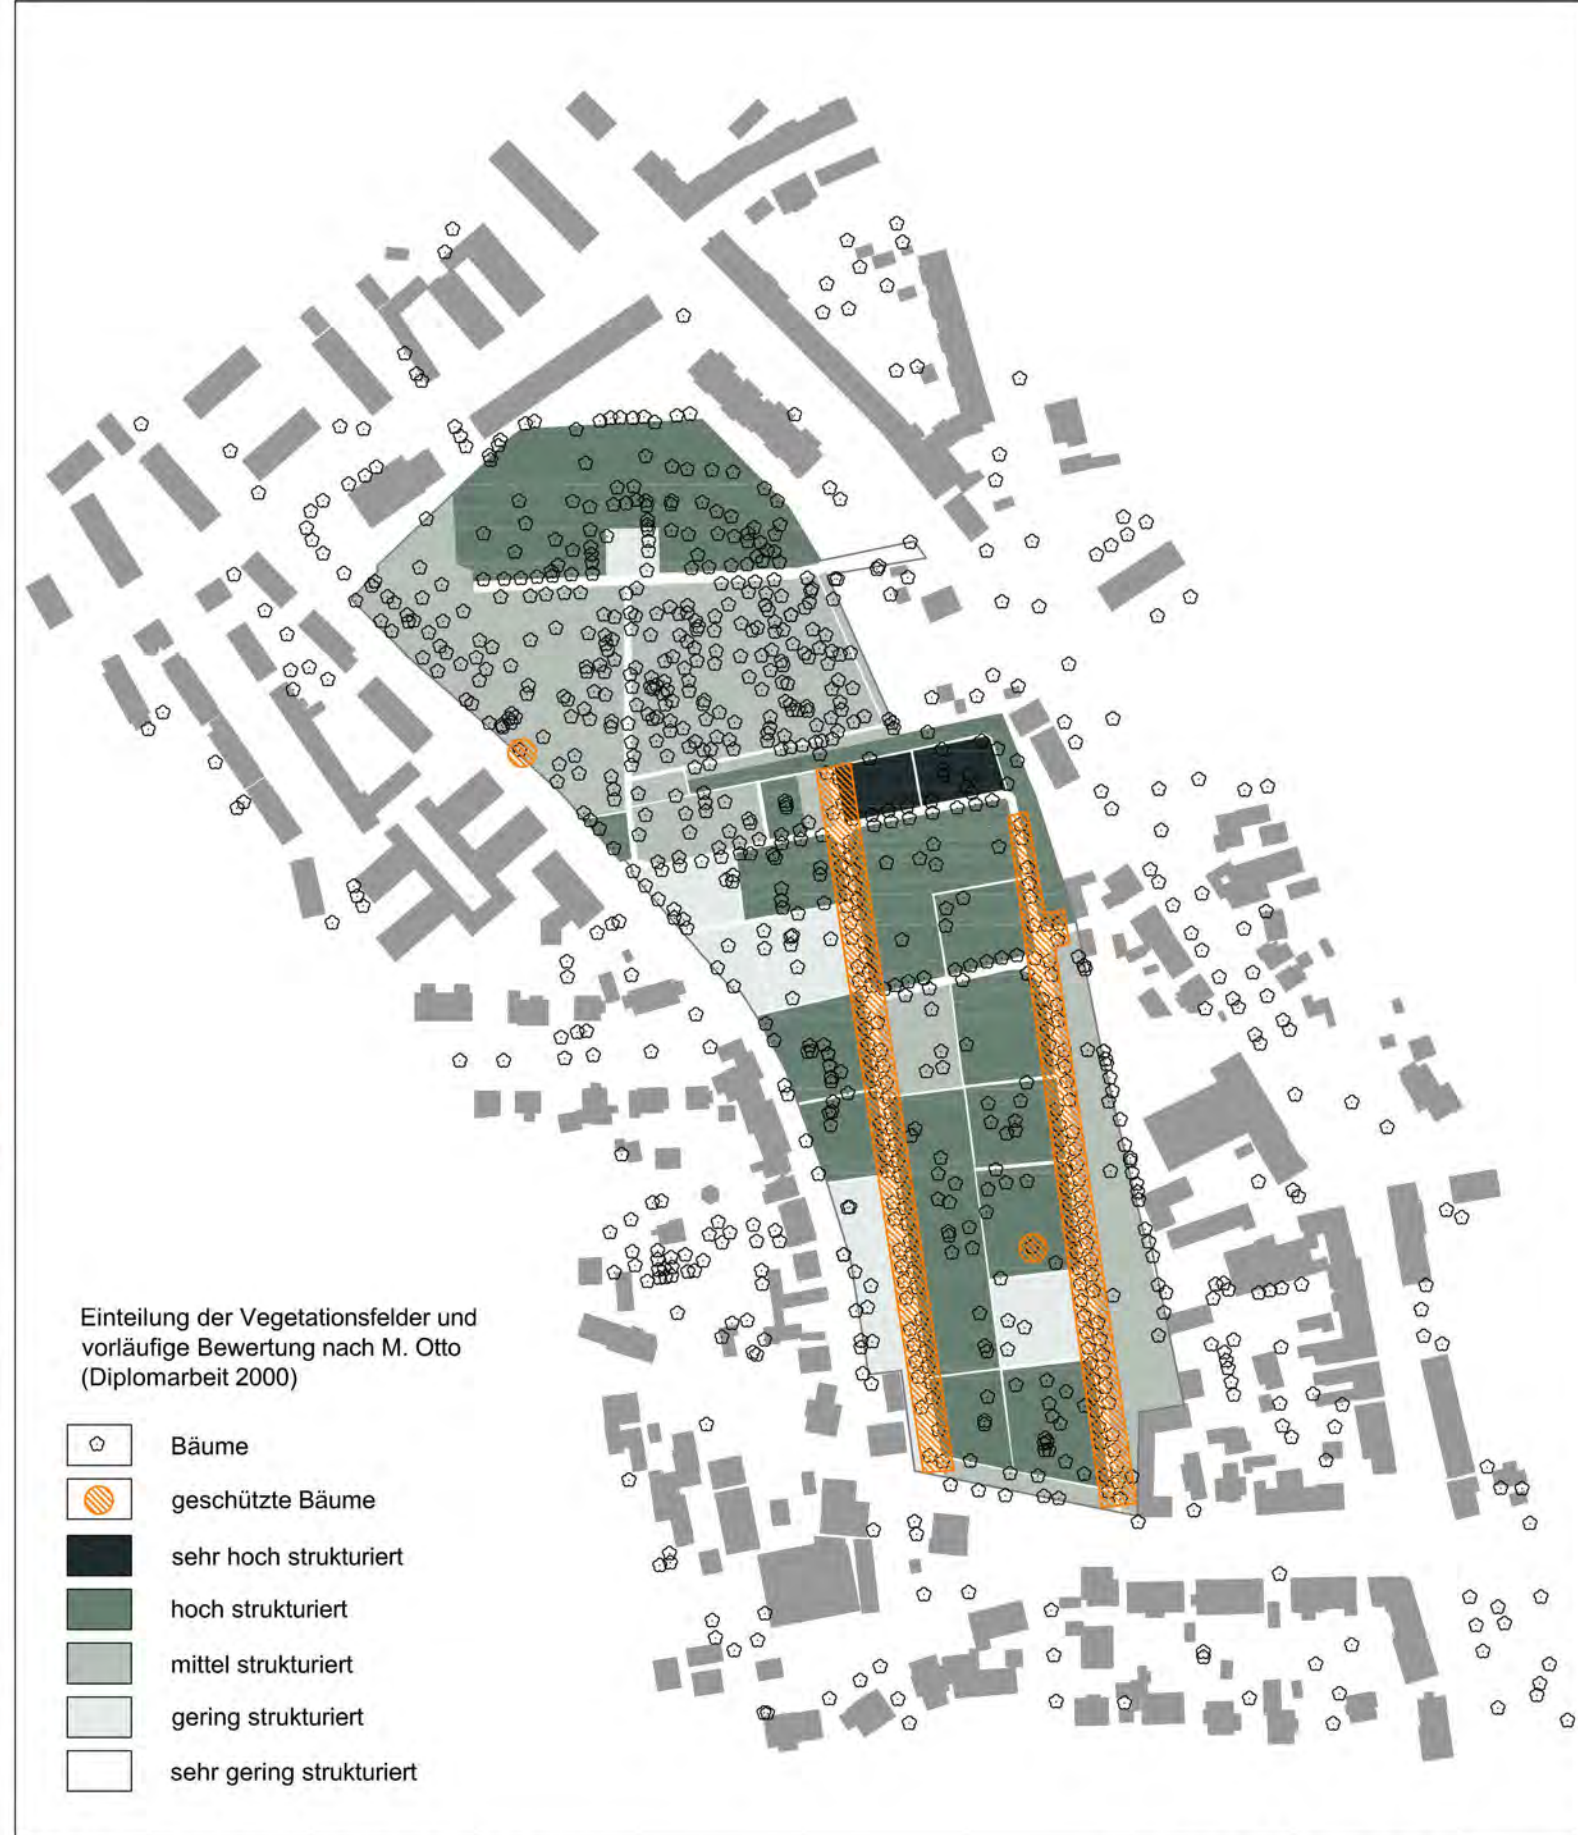 Einteilung der Vegetationsfelder und
vorläufige Bewertung nach M. Otto
(Diplomarbeit 2000)
Bäume
geschützte Bäume
sehr hoch strukturiert
hoch strukturiert
mittel strukturiert
gering strukturiert
sehr gering strukturiert